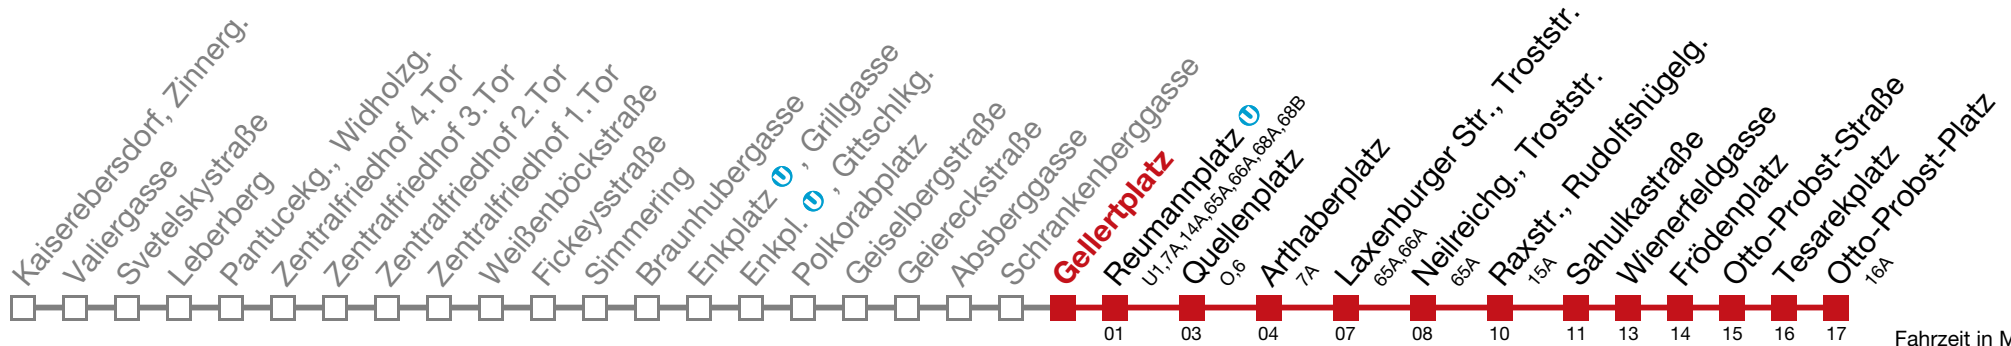 Kaiserebersdorf, Zinnerg.
Valiergasse
Svetelskystraße
Leberberg
Pantucekg., Widholzg.
Zentralfriedhof 4.Tor
Zentralfriedhof 3.Tor
Zentralfriedhof 2.Tor
Zentralfriedhof 1.Tor
Weißenböckstraße
Fickeysstraße
Simmering
Braunhubergasse
Enkplatz U , Grillgasse
Enkpl. U , Gttschlkg.
Polkorabplatz
Geiselbergstraße
Geiereckstraße
Absberggasse
Schrankenberggasse
Gellertplatz
Reumannplatz U
U1,7A,14A,65A,66A,68A,68B
Quellenplatz
O,6
Arthaberplatz
7A
Laxenburger Str., Troststr.
65A,66A
Neilreichg., Troststr.
65A
Raxstr., Rudolfshügelg.
15A
Sahulkastraße
Wienerfeldgasse
Frödenplatz
Otto-Probst-Straße
Tesarekplatz
Otto-Probst-Platz
16A
01 03 04 07 08 10 11 13 14 15 16 17
Fahrzeit in M